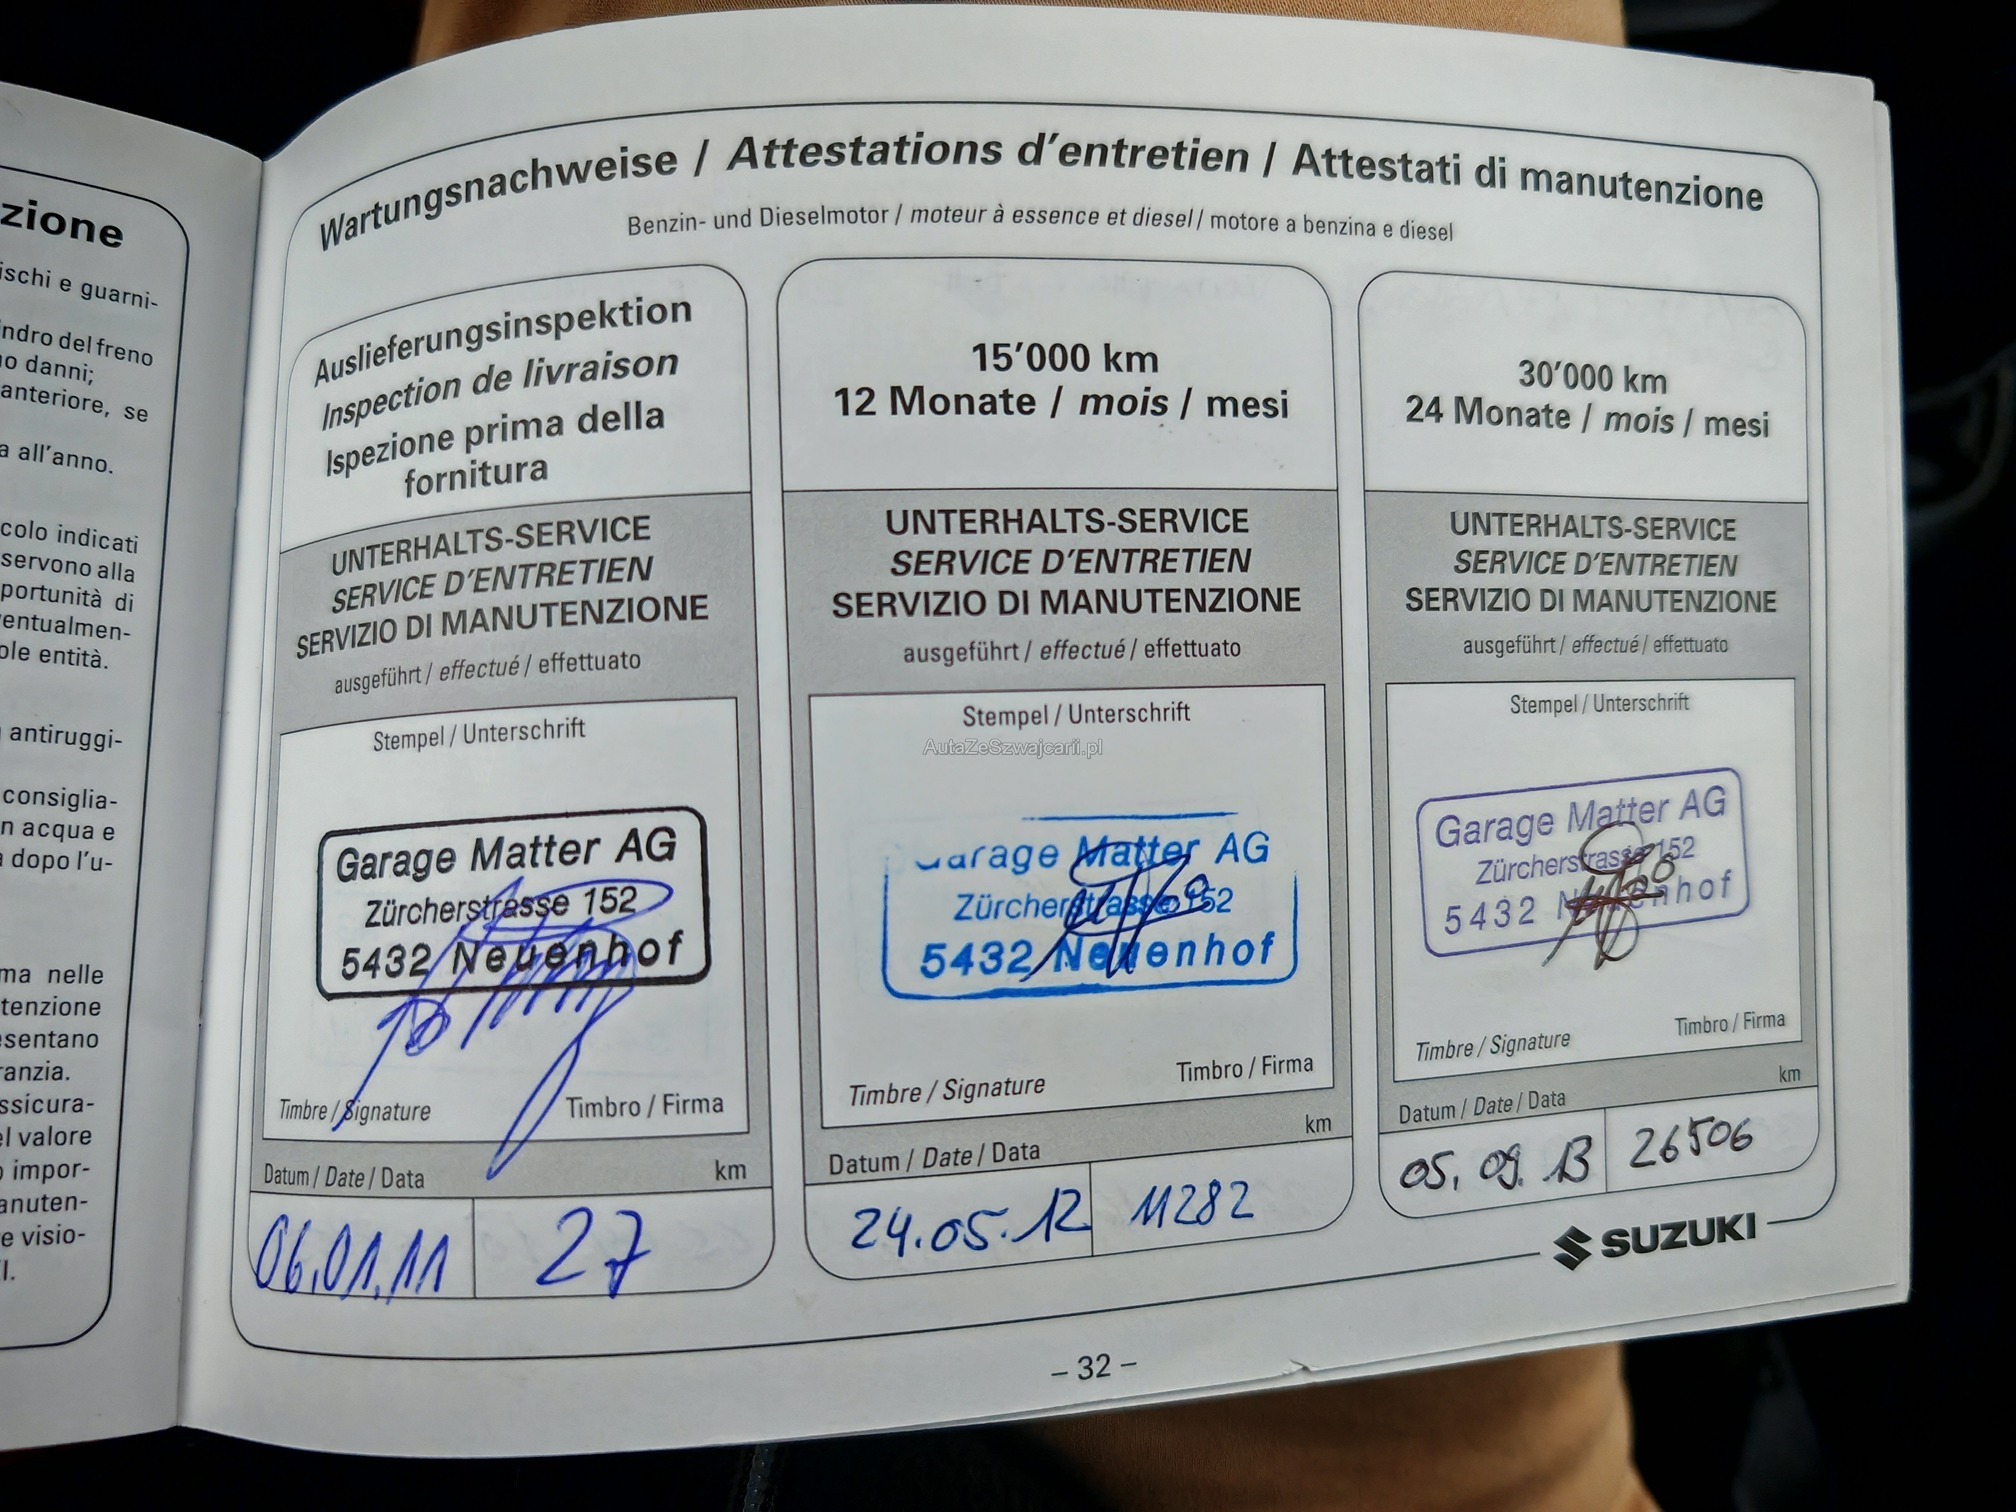 zione
ischi e guarni-
indro del freno
no danni;
anteriore, se
a all'anno.
colo indicati
servono alla
portunità di
entualmen-
ole entità.
antiruggi-
consiglia-
n acqua e
a dopo l'u-
ma nelle
tenzione
esentano
ranzia.
ssicura-
el valore
o impor-
anuten-
e visio-
I.
Wartungsnachweise / Attestations d'entretien / Attestati di manutenzione
Benzin- und Dieselmotor / moteur à essence et diesel / motore a benzina e diesel
Auslieferungsinspektion
Inspection de livraison
Ispezione prima della
fornitura
UNTERHALTS-SERVICE
SERVICE D'ENTRETIEN
SERVIZIO DI MANUTENZIONE
ausgeführt / effectué / effettuato
Stempel / Unterschrift
Garage Matter AG
Zürcherstrasse 152
5432 Neuenhof
Timbre / Signature Timbro / Firma
Datum / Date / Data km
06.01.11 27
15'000 km
12 Monate / mois / mesi
UNTERHALTS-SERVICE
SERVICE D'ENTRETIEN
SERVIZIO DI MANUTENZIONE
ausgeführt / effectué / effettuato
Stempel / Unterschrift
AutaZeSzwajcarii.pl
Garage Matter AG
Zürcherstrasse 152
5432 Neuenhof
Timbre / Signature Timbro / Firma
Datum / Date / Data km
24.05.12 11282
30'000 km
24 Monate / mois / mesi
UNTERHALTS-SERVICE
SERVICE D'ENTRETIEN
SERVIZIO DI MANUTENZIONE
ausgeführt / effectué / effettuato
Stempel / Unterschrift
Garage Matter AG
Zürcherstrasse 152
5432 Neuenhof
Timbre / Signature Timbro / Firma
Datum / Date / Data km
05.09.13 26506
SUZUKI
– 32 –